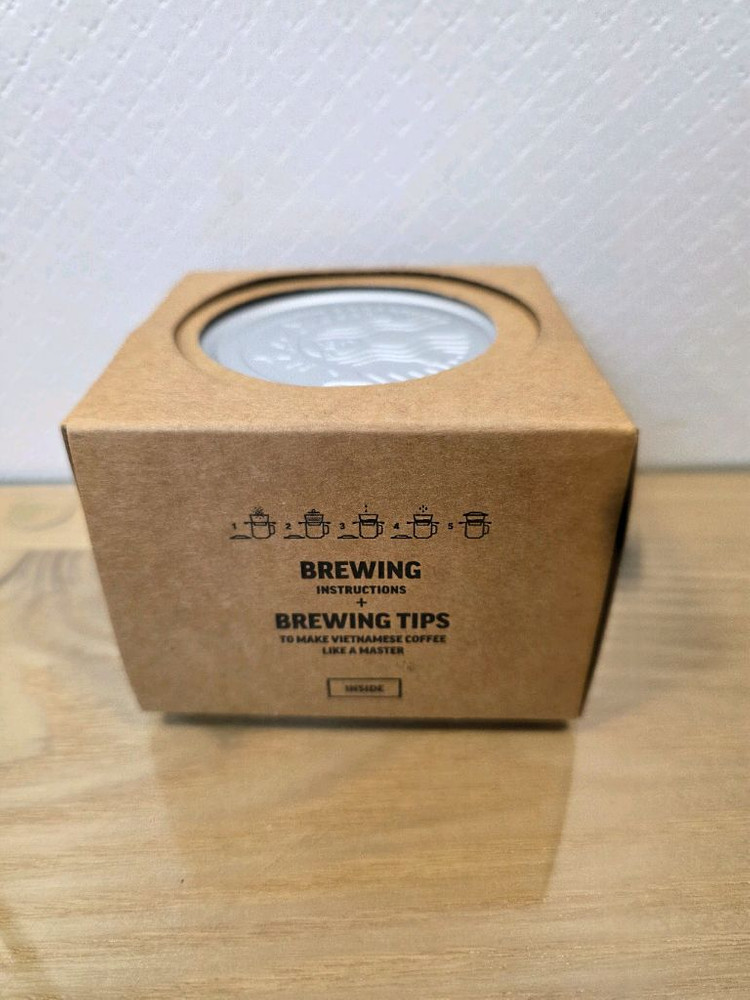 1 2 3 4 5
BREWING
INSTRUCTIONS
+
BREWING TIPS
TO MAKE VIETNAMESE COFFEE
LIKE A MASTER
INSIDE